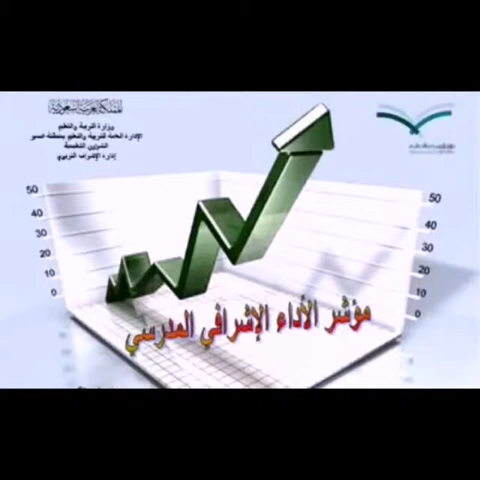 المملكة العربية السعودية
وزارة التربية والتعليم
الإدارة العامة للتربية والتعليم بمنطقة عسير
الشؤون التعليمية
إدارة الإشراف التربوي
50
40
30
20
10
0
50
40
30
20
10
0
مؤشر الأداء الإشرافي المدرسي